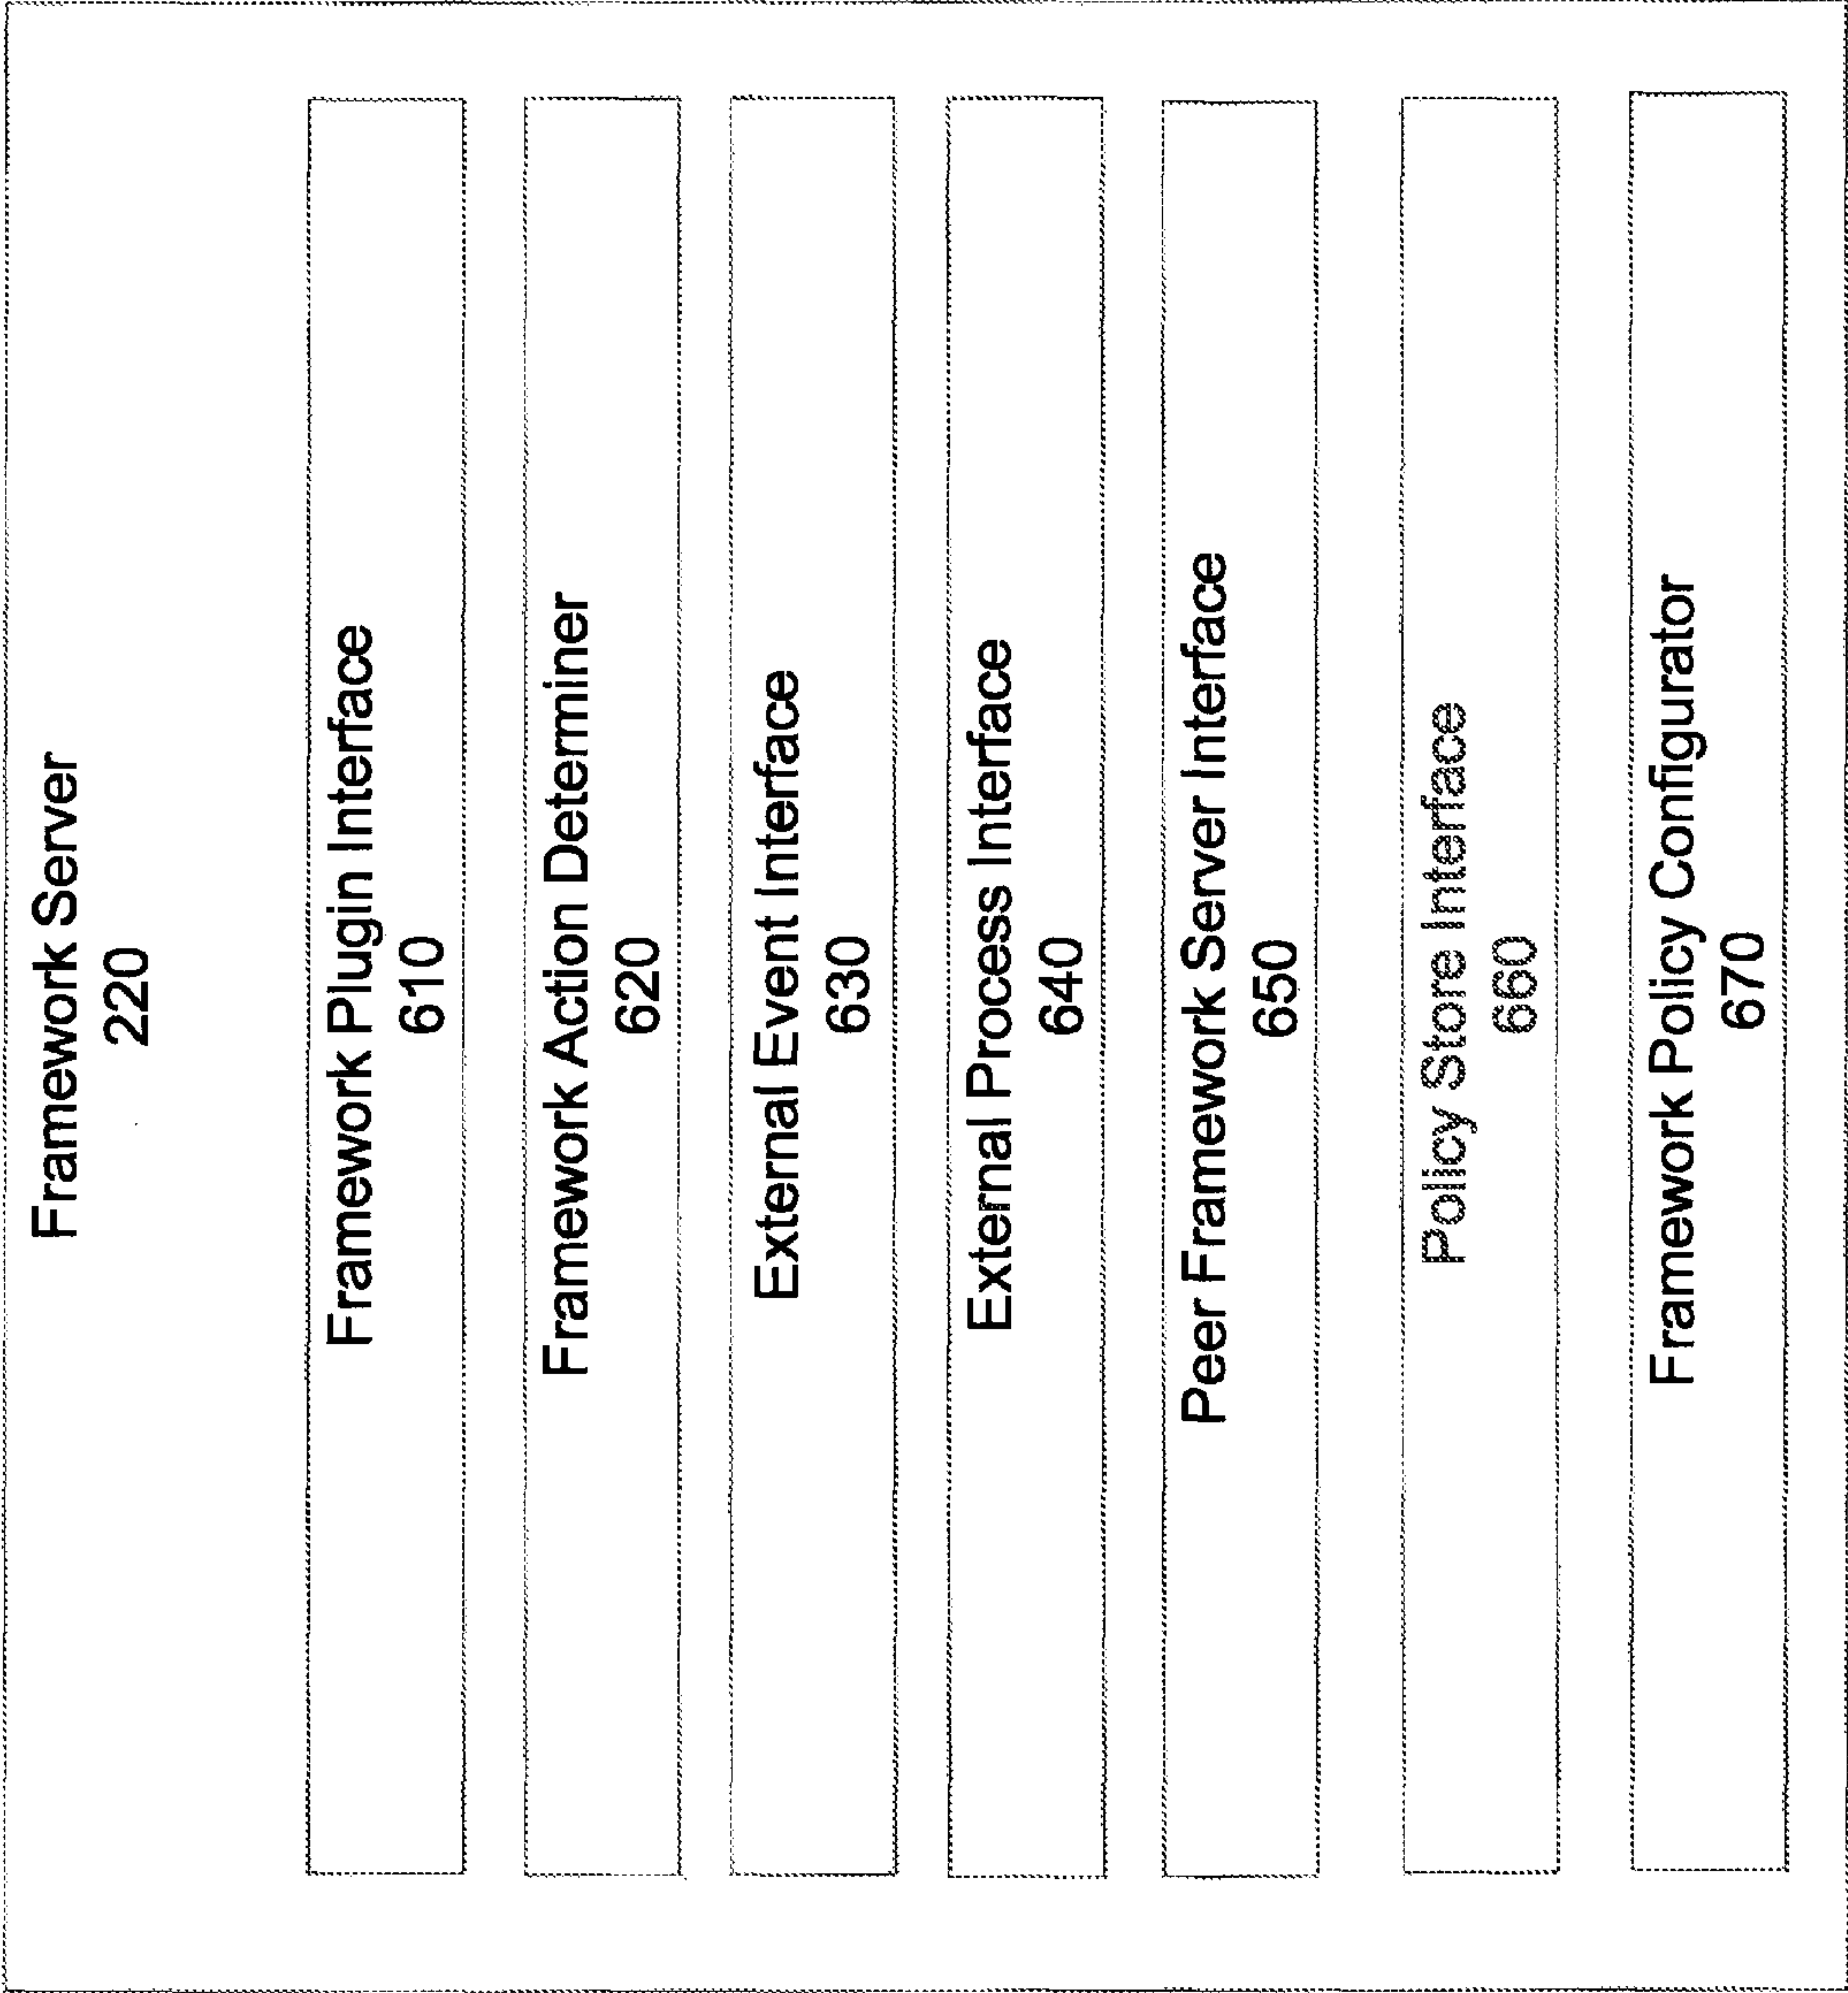 Framework Server
220
Framework Plugin Interface
610
Framework Action Determiner
620
External Event Interface
630
External Process Interface
640
Peer Framework Server Interface
650
Policy Store Interface
660
Framework Policy Configurator
670